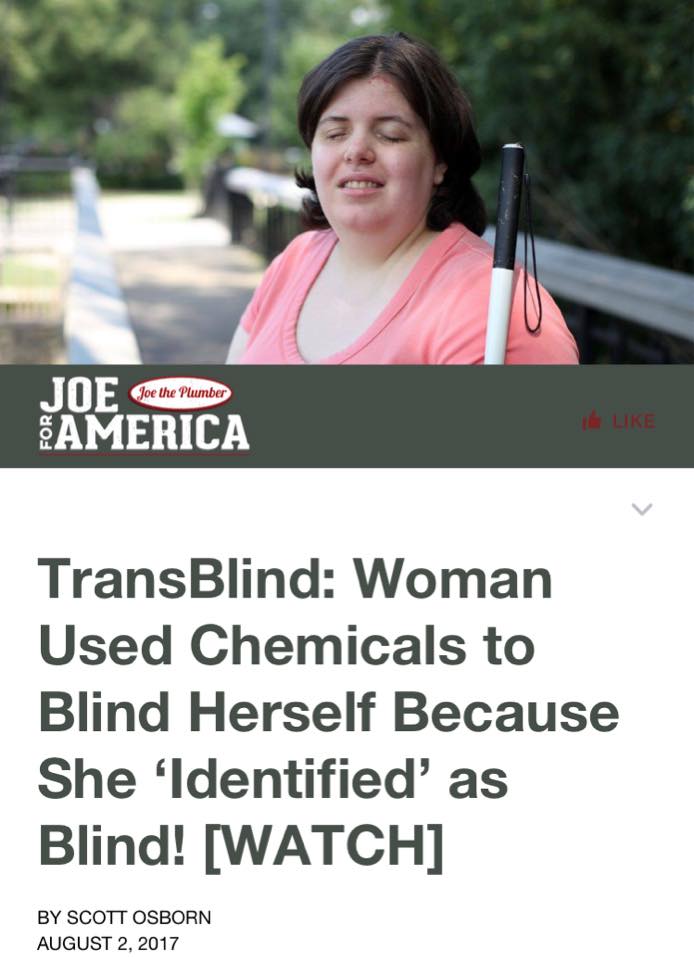 JOE Joe the Plumber
FOR AMERICA
LIKE
TransBlind: Woman
Used Chemicals to
Blind Herself Because
She ‘Identified’ as
Blind! [WATCH]
BY SCOTT OSBORN
AUGUST 2, 2017